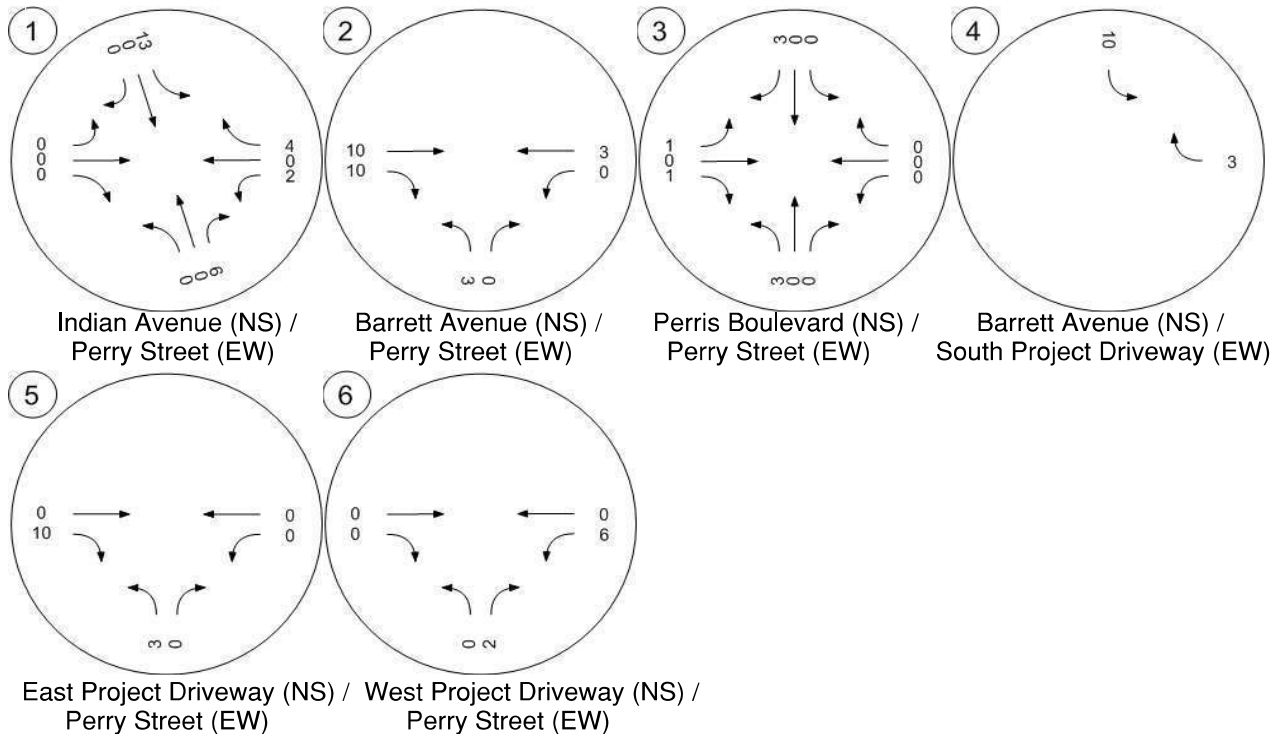 1
0 0 13
0
0
0
4
0
2
0 0 6
Indian Avenue (NS) /
Perry Street (EW)
2
10
10
3
0
3 0
Barrett Avenue (NS) /
Perry Street (EW)
3
3 0 0
1
0
1
0
0
0
3 0 0
Perris Boulevard (NS) /
Perry Street (EW)
4
10
3
Barrett Avenue (NS) /
South Project Driveway (EW)
5
0
10
0
0
3 0
East Project Driveway (NS) /
Perry Street (EW)
6
0
0
0
6
0 2
West Project Driveway (NS) /
Perry Street (EW)